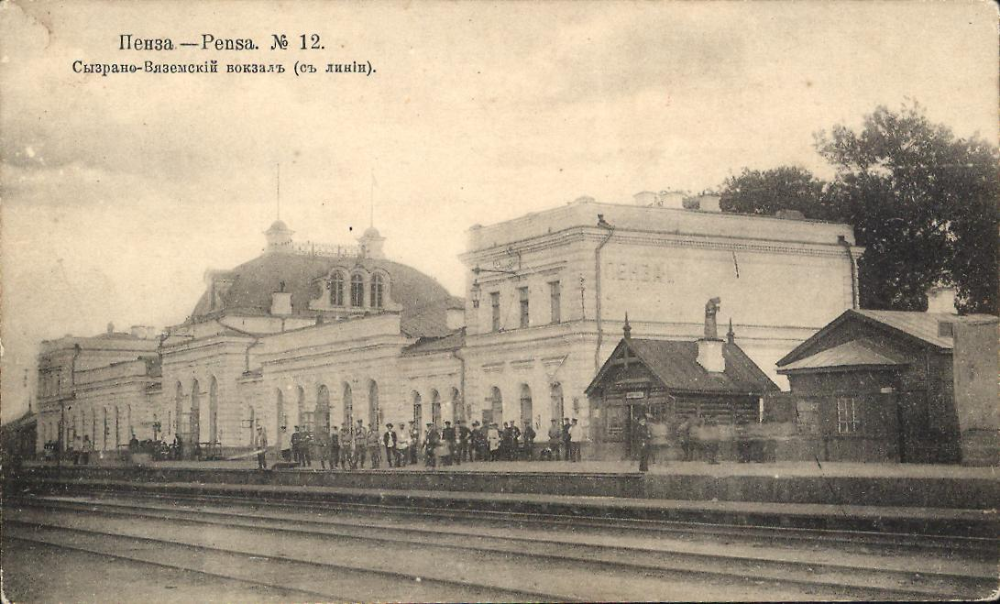 Пенза — Pensa. № 12.
Сызрано-Вяземскій вокзалъ (съ линіи).
ПЕНЗА.